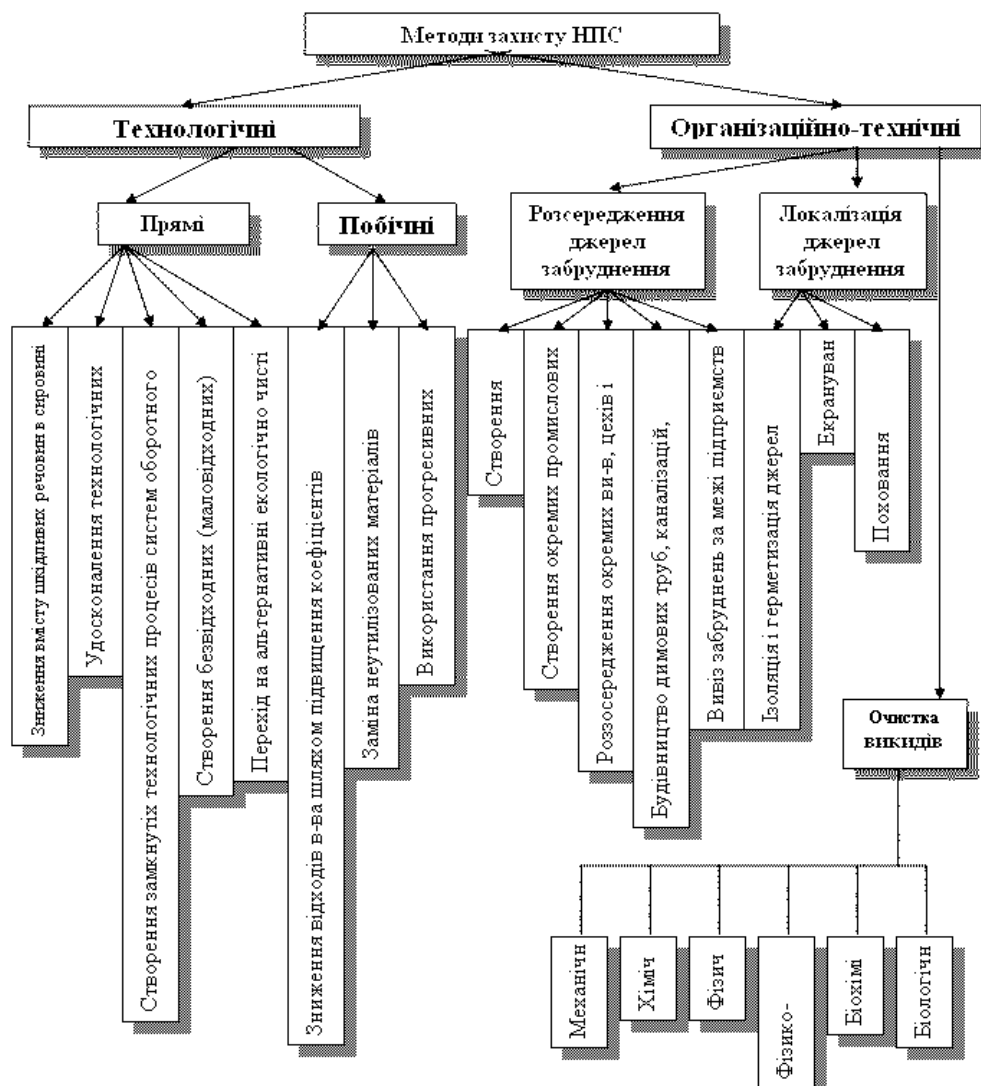 Методи захисту НПС
Технологічні
Організаційно-технічні
Прямі
Побічні
Розсередження
джерел
забруднення
Локалізація
джерел
забруднення
Зниження вмісту шкідливих речовин в сировині
Удосконалення технологічних
Створення замкнутіх технологічних процесів систем оборотного
Створення безвідходних (маловідходних)
Перехід на альтернативні екологічно чисті
Зниження відходів в-ва шляхом підвищення коефіцієнтів
Заміна неутилізованих матеріалів
Використання прогресивних
Створення
Створення окремих промислових
Роззосередження окремих ви-в, цехів і
Будівництво димових труб, каналізацій,
Вивіз забруднень за межі підприємств
Ізоляція і герметизація джерел
Екрануван
Поховання
Очистка
викидів
Механічн
Хіміч
Фізич
Фізико-
Біохімі
Біологічн